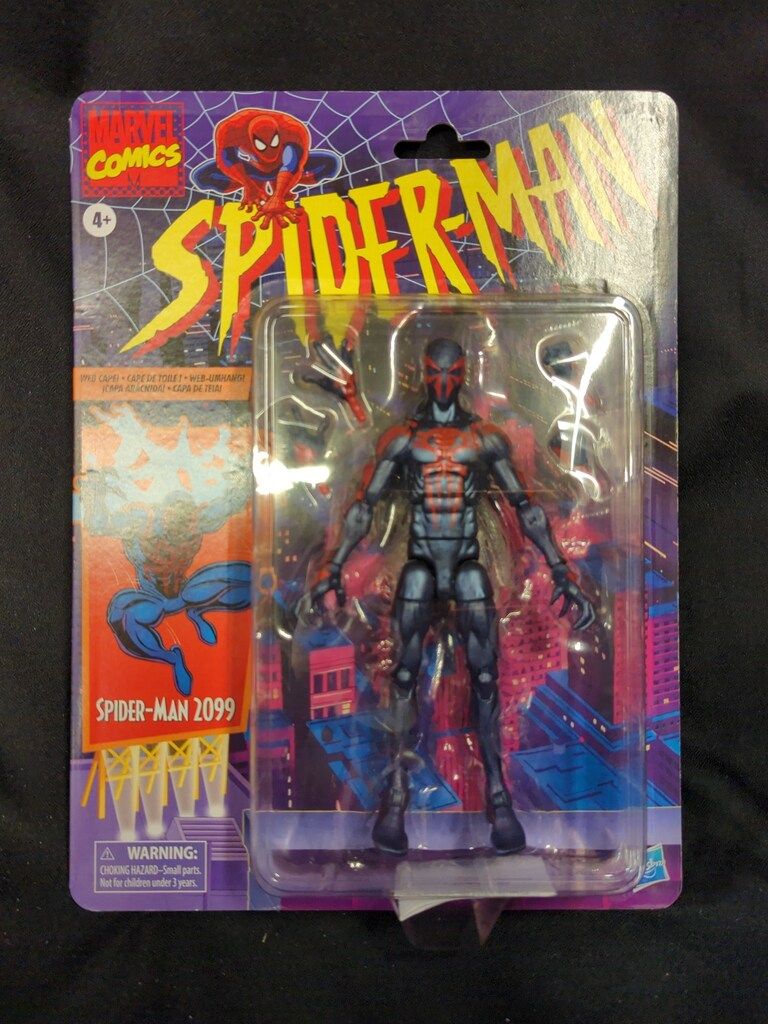 MARVEL
COMICS
M
4+
SPIDER-MAN
WEB CAPE! • CAPE DE TOILE ! • WEB-UMHANG!
¡CAPA ARÁCNIDA! • CAPA DE TEIA!
SPIDER-MAN 2099
WARNING:
CHOKING HAZARD–Small parts.
Not for children under 3 years.
Hasbro